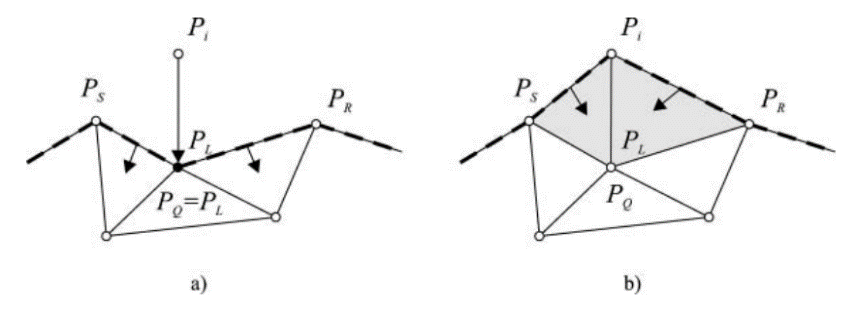 P_i P_i
P_S P_R P_S P_R
P_L P_L
P_Q=P_L P_Q
a) b)